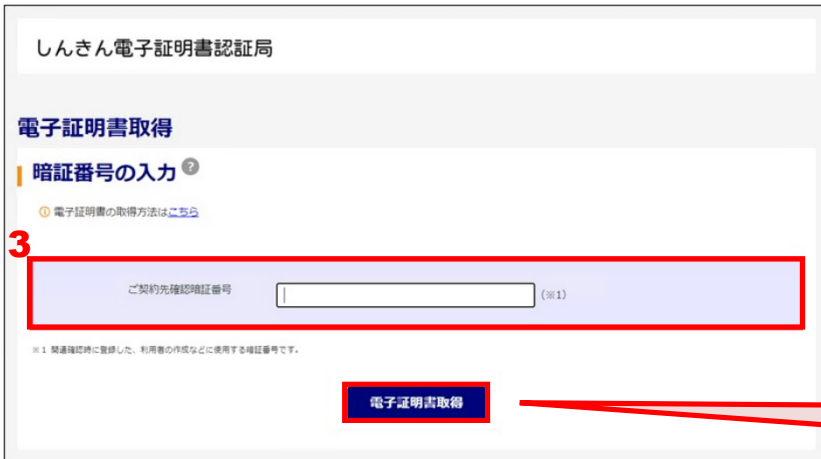 しんきん電子証明書認証局
電子証明書取得
暗証番号の入力 ?
電子証明書の取得方法はこちら
3
ご契約先確認暗証番号 (※1)
※1 開通確認時に登録した、利用者の作成などに使用する暗証番号です。
電子証明書取得